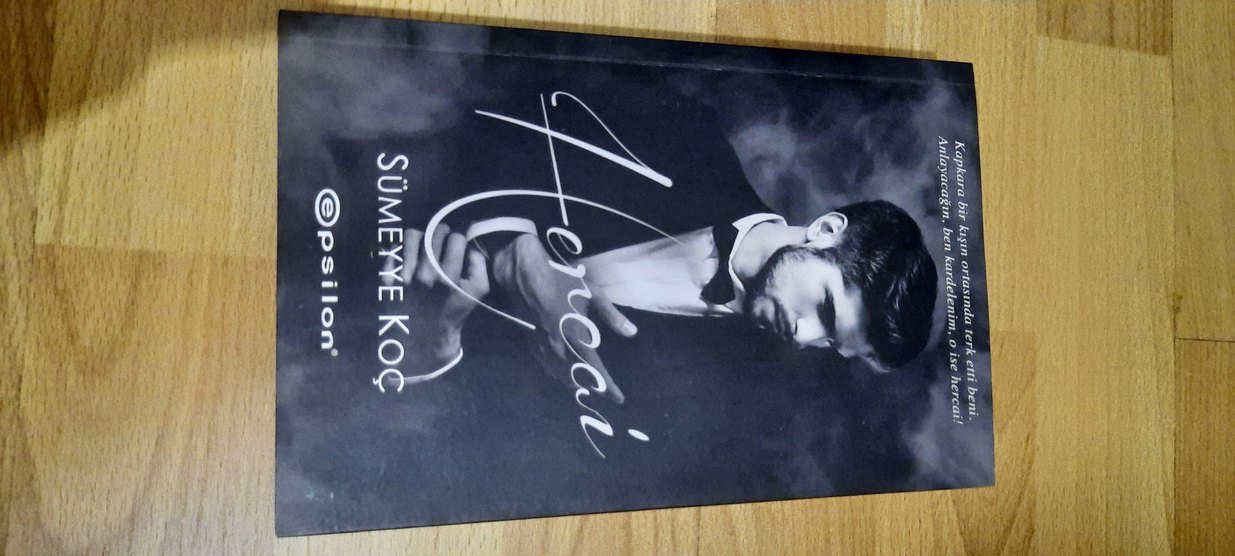 Kapkara bir kışın ortasında terk etti beni.
Anlayacağın, ben kardelenim, o ise hercai!
Hercai
SÜMEYYE KOÇ
epsilon®